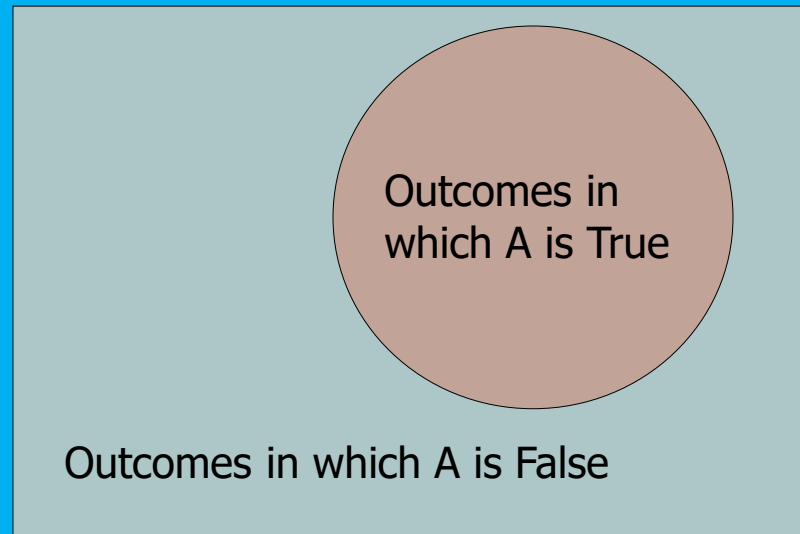 Outcomes in
which A is True
Outcomes in which A is False